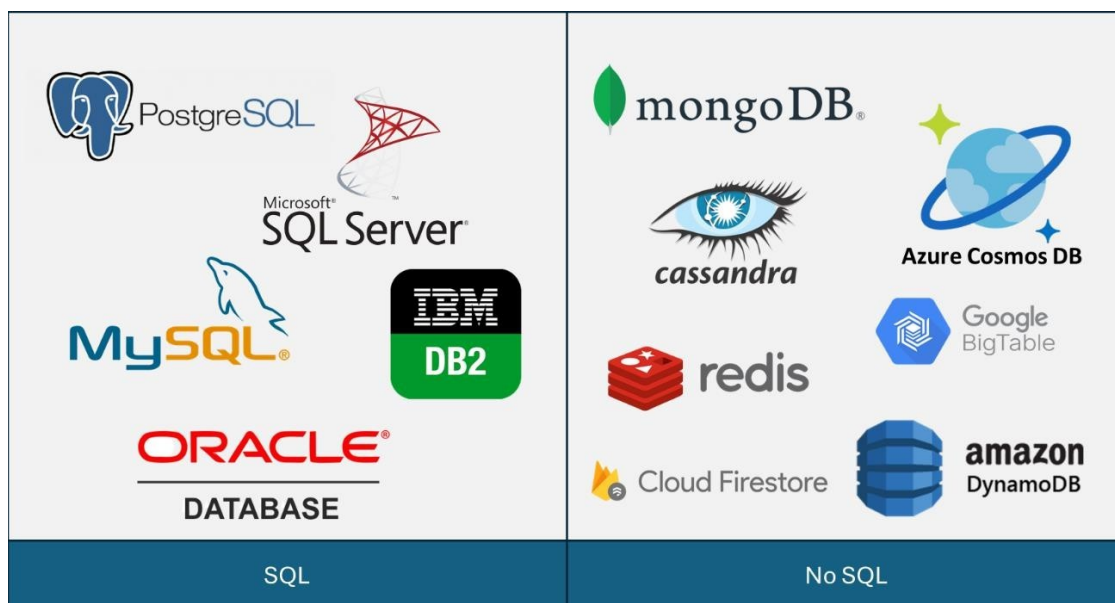 PostgreSQL
Microsoft®
SQL Server®
™
MySQL®
IBM
DB2
ORACLE®
DATABASE
SQL
mongoDB®
cassandra
Azure Cosmos DB
Google
BigTable
redis
Cloud Firestore
amazon
DynamoDB
No SQL